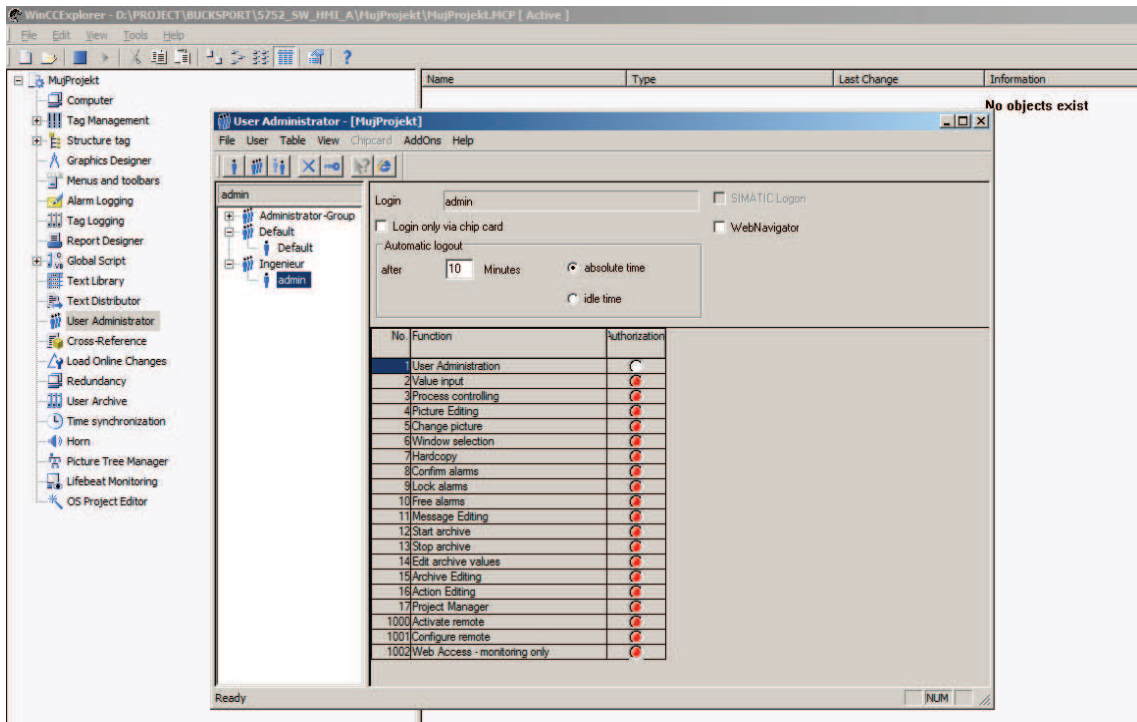 WinCCExplorer - D:\PROJECT\BUCKSPORT\5752_SW_HMI_A\MujProjekt\MujProjekt.MCP [ Active ]
File Edit View Tools Help
MujProjekt
Computer
Tag Management
Structure tag
Graphics Designer
Menus and toolbars
Alarm Logging
Tag Logging
Report Designer
Global Script
Text Library
Text Distributor
User Administrator
Cross-Reference
Load Online Changes
Redundancy
User Archive
Time synchronization
Horn
Picture Tree Manager
Lifebeat Monitoring
OS Project Editor
Name Type Last Change Information
No objects exist
User Administrator - [MujProjekt]
File User Table View Chipcard AddOns Help
admin
Administrator-Group
Default
Default
Ingenieur
admin
Login admin
SIMATIC Logon
Login only via chip card
WebNavigator
Automatic logout
after 10 Minutes absolute time
idle time
No. Function Authorization
1 User Administration
2 Value input
3 Process controlling
4 Picture Editing
5 Change picture
6 Window selection
7 Hardcopy
8 Confirm alarms
9 Lock alarms
10 Free alarms
11 Message Editing
12 Start archive
13 Stop archive
14 Edit archive values
15 Archive Editing
16 Action Editing
17 Project Manager
1000 Activate remote
1001 Configure remote
1002 Web Access - monitoring only
Ready NUM